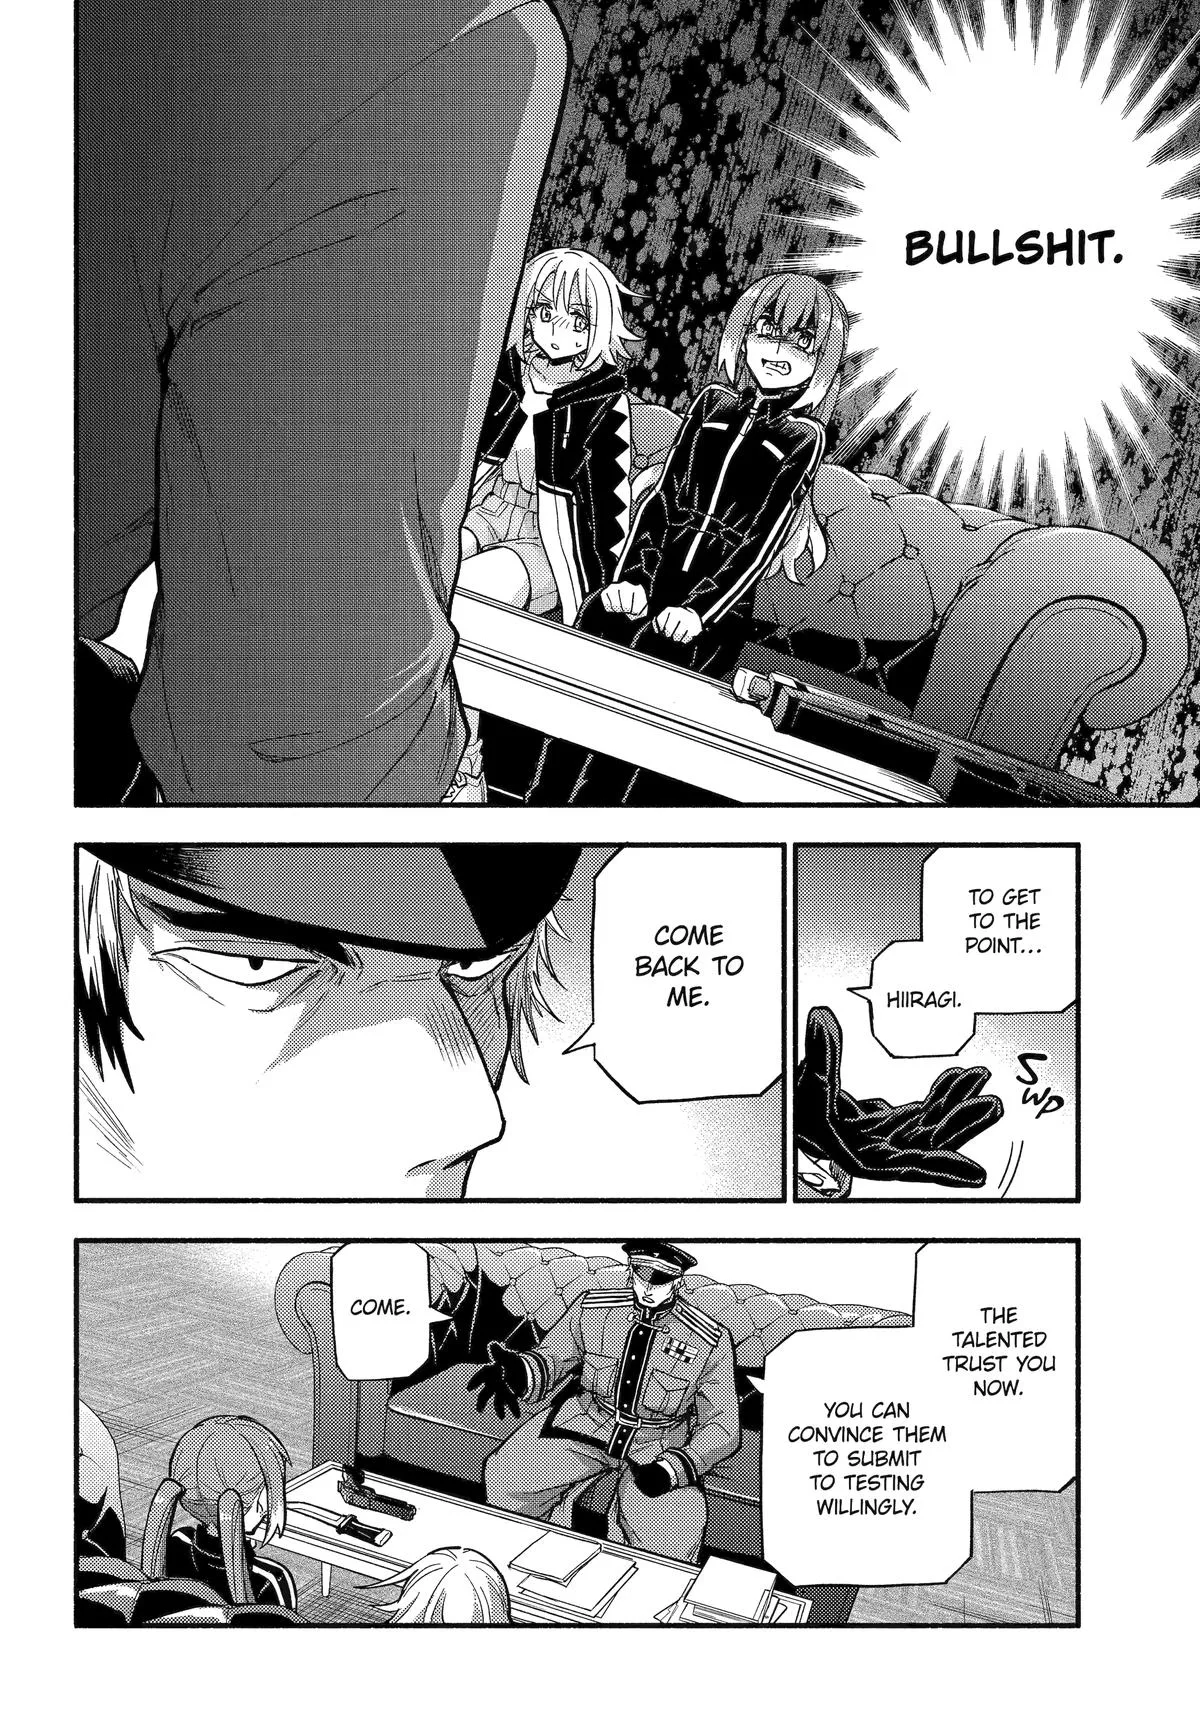 BULLSHIT.
TO GET
TO THE
POINT...
HIIRAGI.
SWP
COME
BACK TO
ME.
THE
TALENTED
TRUST YOU
NOW.
YOU CAN
CONVINCE THEM
TO SUBMIT
TO TESTING
WILLINGLY.
COME.